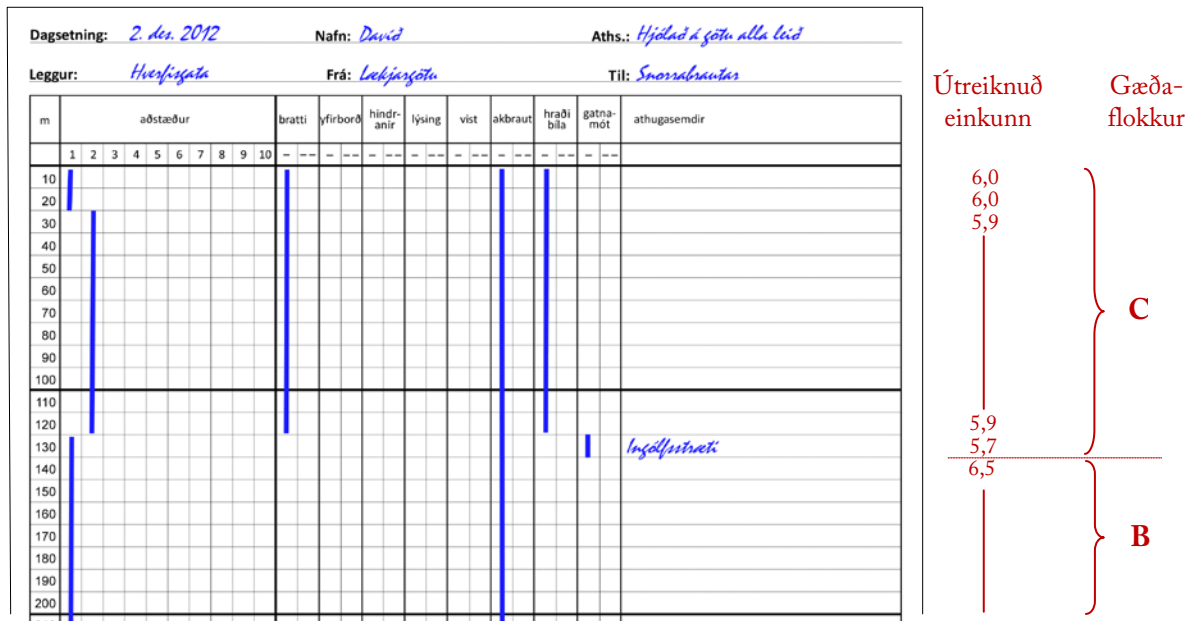 Dagsetning: 2. des. 2012 Nafn: Davíð Aths.: Hjólað á götu alla leið
Leggur: Hverfisgata Frá: Lækjargötu Til: Snorrabrautar
Útreiknuð einkunn
Gæða-flokkur
m aðstæður bratti yfirborð hindr-anir lýsing vist akbraut hraði bíla gatna-mót athugasemdir
1 2 3 4 5 6 7 8 9 10 – –– – –– – –– – –– – –– – –– – –– – ––
10 6,0
20 6,0
30 5,9
40
50
60
70 C
80
90
100
110
120 5,9
130 Ingólfsstræti 5,7
140 6,5
150
160
170 B
180
190
200